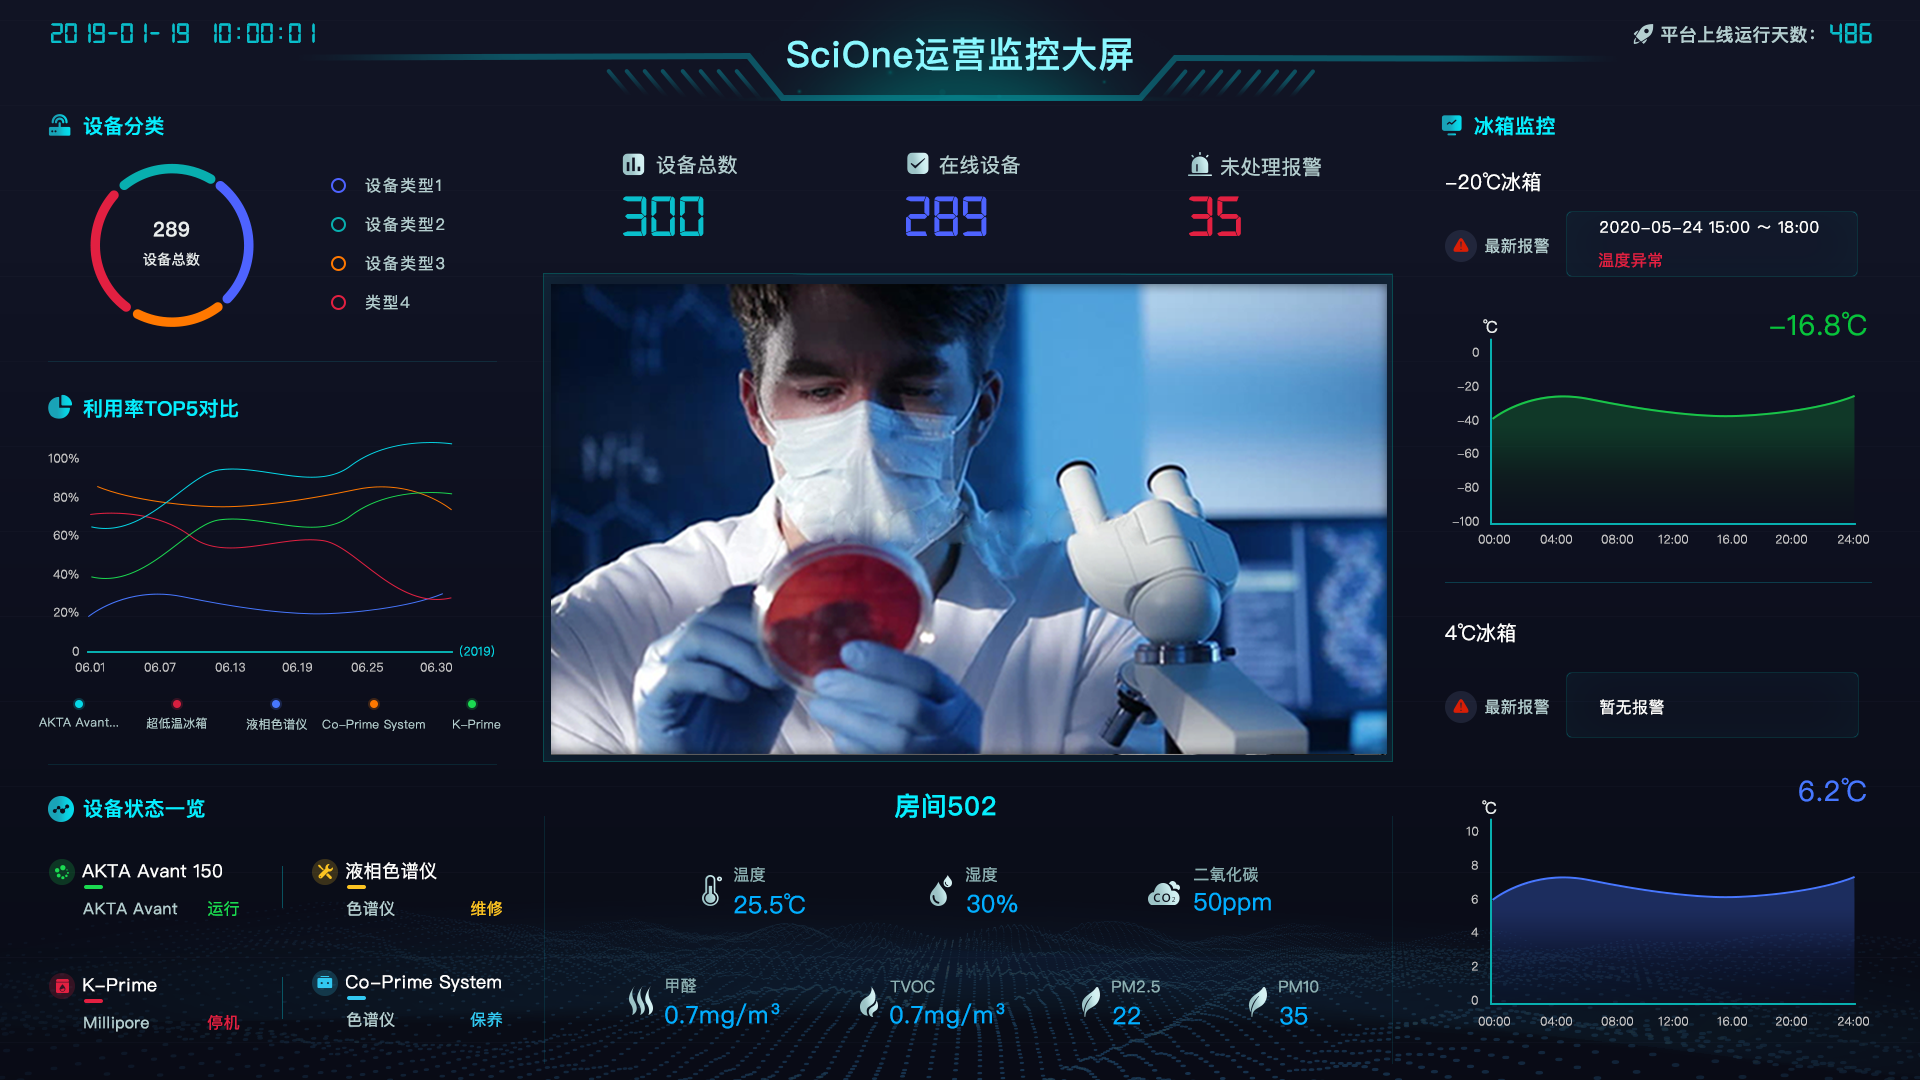 2019-01-19 10:00:01
SciOne运营监控大屏
平台上线运行天数：486
设备分类
289
设备总数
设备类型1
设备类型2
设备类型3
类型4
利用率TOP5对比
100%
80%
60%
40%
20%
0
(2019)
06.01 06.07 06.13 06.19 06.25 06.30
AKTA Avant... 超低温冰箱 液相色谱仪 Co-Prime System K-Prime
设备状态一览
AKTA Avant 150
AKTA Avant 运行
液相色谱仪
色谱仪 维修
K-Prime
Millipore 停机
Co-Prime System
色谱仪 保养
设备总数
300
在线设备
289
未处理报警
35
房间502
温度
25.5℃
湿度
30%
CO2
二氧化碳
50ppm
甲醛
0.7mg/m³
TVOC
0.7mg/m³
PM2.5
22
PM10
35
冰箱监控
-20℃冰箱
最新报警
2020-05-24 15:00 ~ 18:00
温度异常
-16.8℃
℃
0
-20
-40
-60
-80
-100
00:00 04:00 08:00 12:00 16.00 20:00 24:00
4℃冰箱
最新报警
暂无报警
6.2℃
℃
10
8
6
4
2
0
00:00 04:00 08:00 12:00 16.00 20:00 24:00